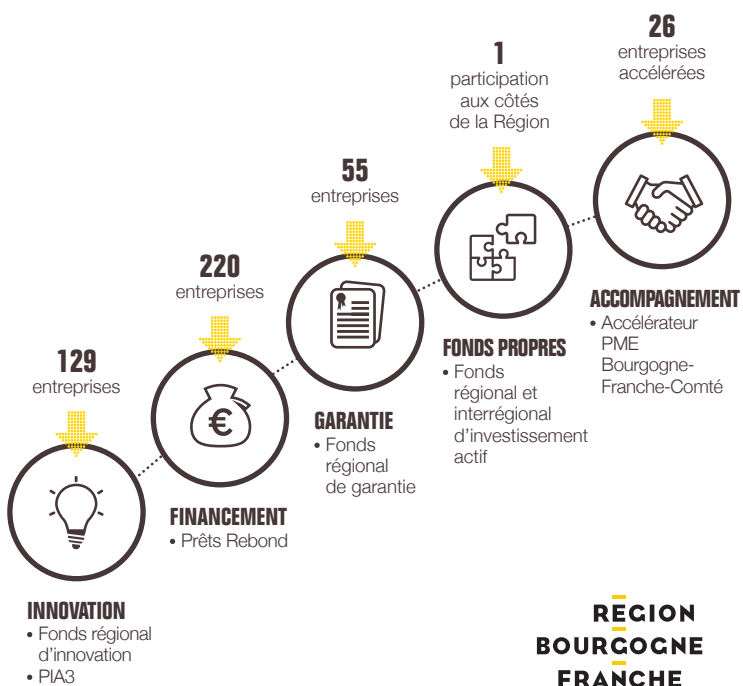 129
entreprises
INNOVATION
• Fonds régional
d'innovation
• PIA3
220
entreprises
€
FINANCEMENT
• Prêts Rebond
55
entreprises
GARANTIE
• Fonds
régional
de garantie
1
participation
aux côtés
de la Région
FONDS PROPRES
• Fonds
régional et
interrégional
d'investissement
actif
26
entreprises
accélérées
ACCOMPAGNEMENT
• Accélérateur
PME
Bourgogne-
Franche-Comté
REGION
BOURGOGNE
FRANCHE